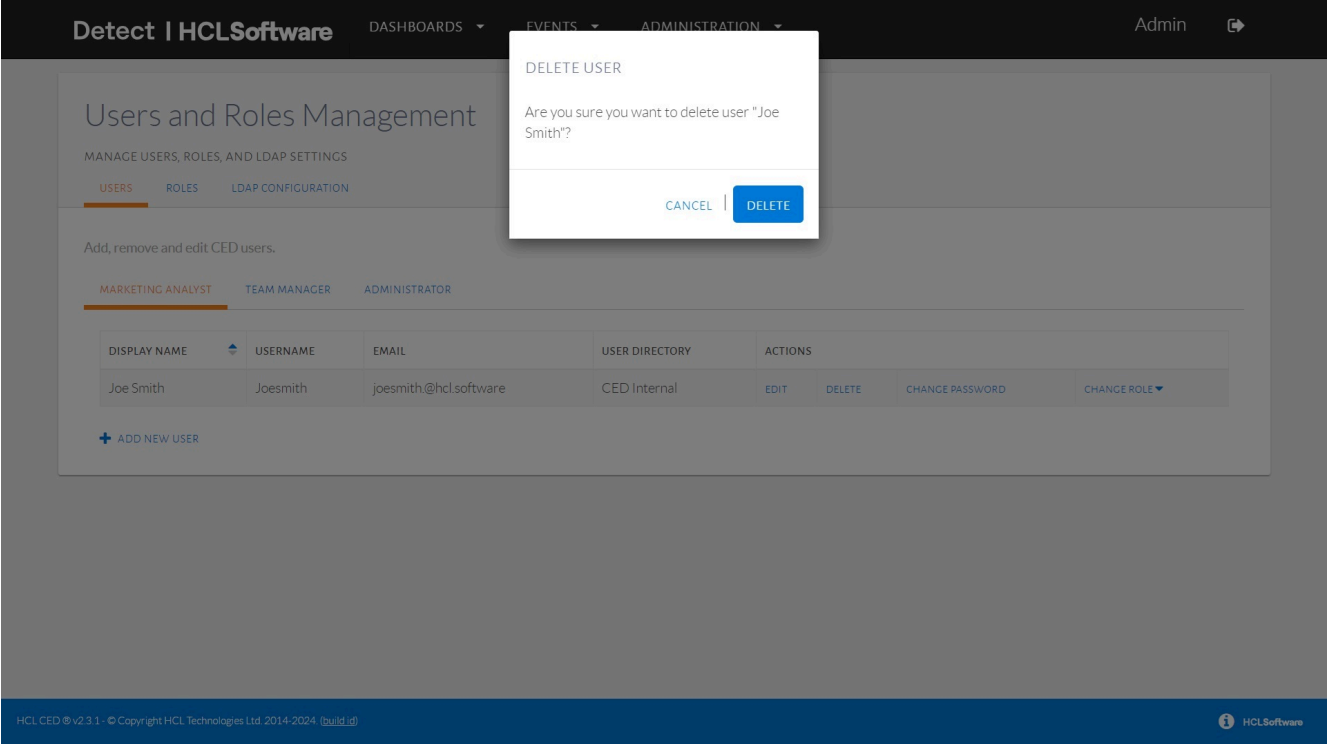 Detect | HCLSoftware DASHBOARDS EVENTS ADMINISTRATION Admin
DELETE USER
Are you sure you want to delete user "Joe
Smith"?
CANCEL | DELETE
Users and Roles Management
MANAGE USERS, ROLES, AND LDAP SETTINGS
USERS ROLES LDAP CONFIGURATION
Add, remove and edit CED users.
MARKETING ANALYST TEAM MANAGER ADMINISTRATOR
DISPLAY NAME USERNAME EMAIL USER DIRECTORY ACTIONS
Joe Smith Joesmith joesmith.@hcl.software CED Internal EDIT DELETE CHANGE PASSWORD CHANGE ROLE
ADD NEW USER
HCL CED ® v2.3.1 - © Copyright HCL Technologies Ltd. 2014-2024. (build id) HCLSoftware